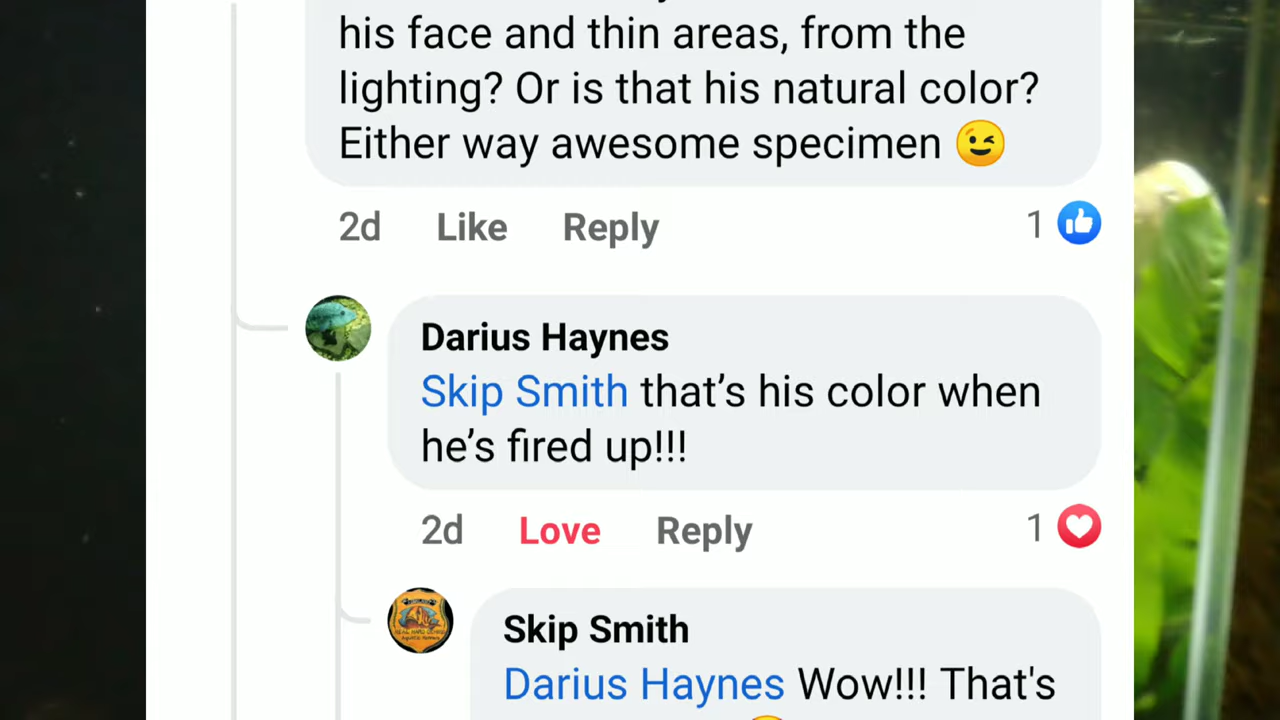 his face and thin areas, from the
lighting? Or is that his natural color?
Either way awesome specimen 😉
2d Like Reply 1
Darius Haynes
Skip Smith that's his color when
he's fired up!!!
2d Love Reply 1
Skip Smith
Darius Haynes Wow!!! That's